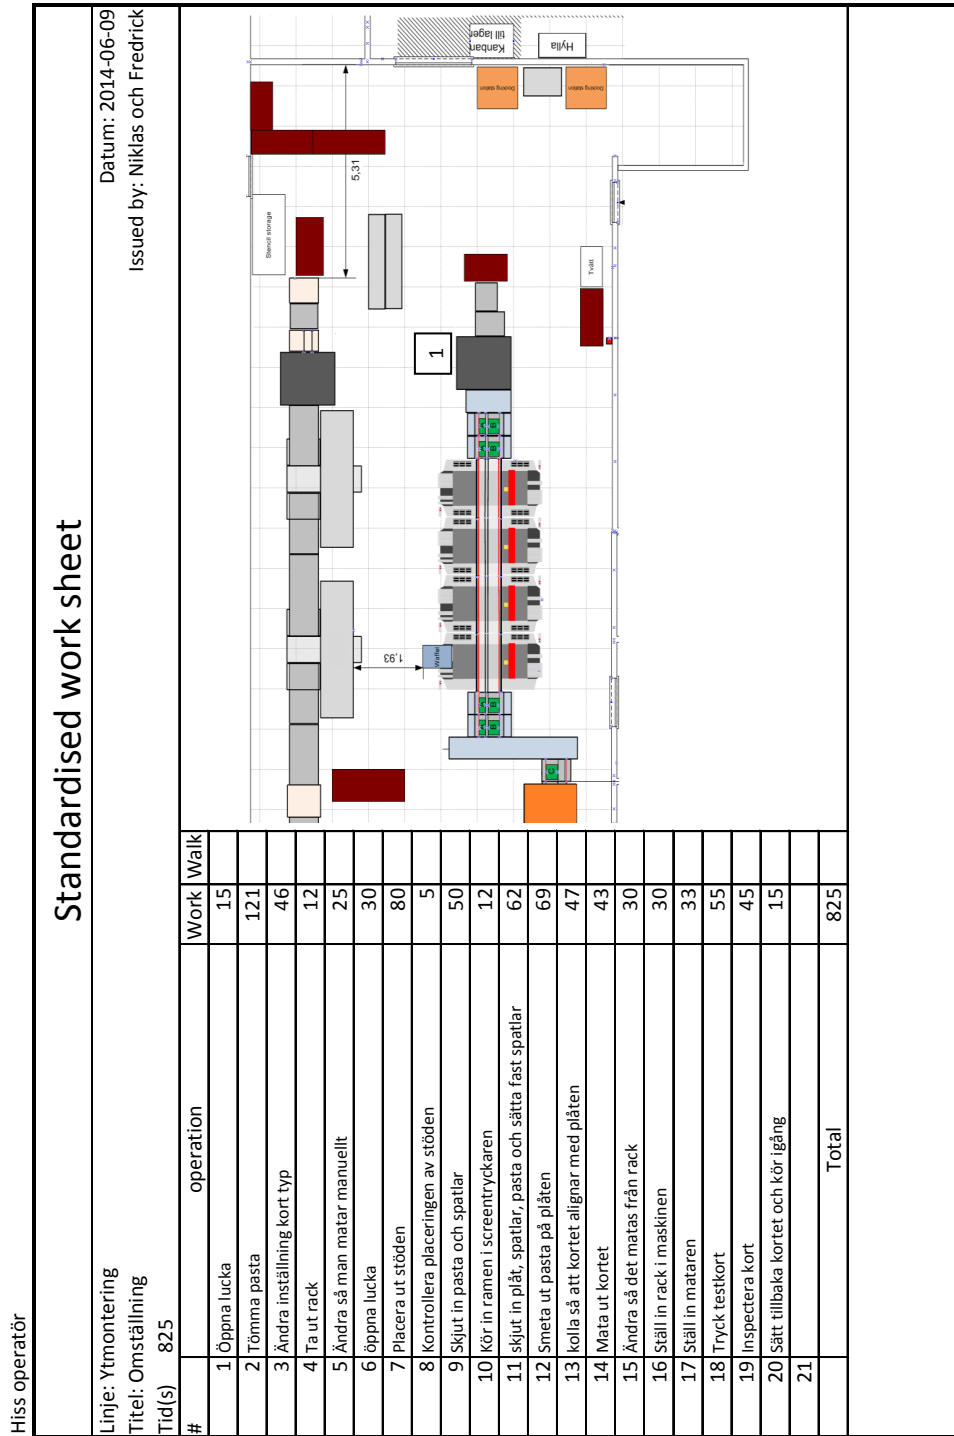 Hiss operatör
Standardised work sheet
Linje: Ytmontering
Datum: 2014-06-09
Titel: Omställning
Issued by: Niklas och Fredrick
Tid(s) 825
# operation Work Walk
1 Öppna lucka 15
2 Tömma pasta 121
3 Ändra inställning kort typ 46
4 Ta ut rack 12
5 Ändra så man matar manuellt 25
6 öppna lucka 30
7 Placera ut stöden 80
8 Kontrollera placeringen av stöden 5
9 Skjut in pasta och spatlar 50
10 Kör in ramen i screentryckaren 12
11 skjut in plåt, spatlar, pasta och sätta fast spatlar 62
12 Smeta ut pasta på plåten 69
13 kolla så att kortet alignar med plåten 47
14 Mata ut kortet 43
15 Ändra så det matas från rack 30
16 Ställ in rack i maskinen 30
17 Ställ in mataren 33
18 Tryck testkort 55
19 Inspectera kort 45
20 Sätt tillbaka kortet och kör igång 15
21
Total 825
Stencil storage
5,31
1,93
Waffel
1
A
B
A
B
A
B
A
B
C
Tvätt
Docking station
Docking station
Kanban
till lager
Hylla